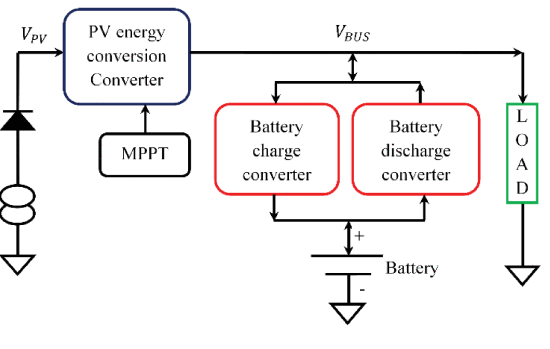 V_PV
PV energy
conversion
Converter
V_BUS
MPPT
Battery
charge
converter
Battery
discharge
converter
L
O
A
D
+
Battery
-